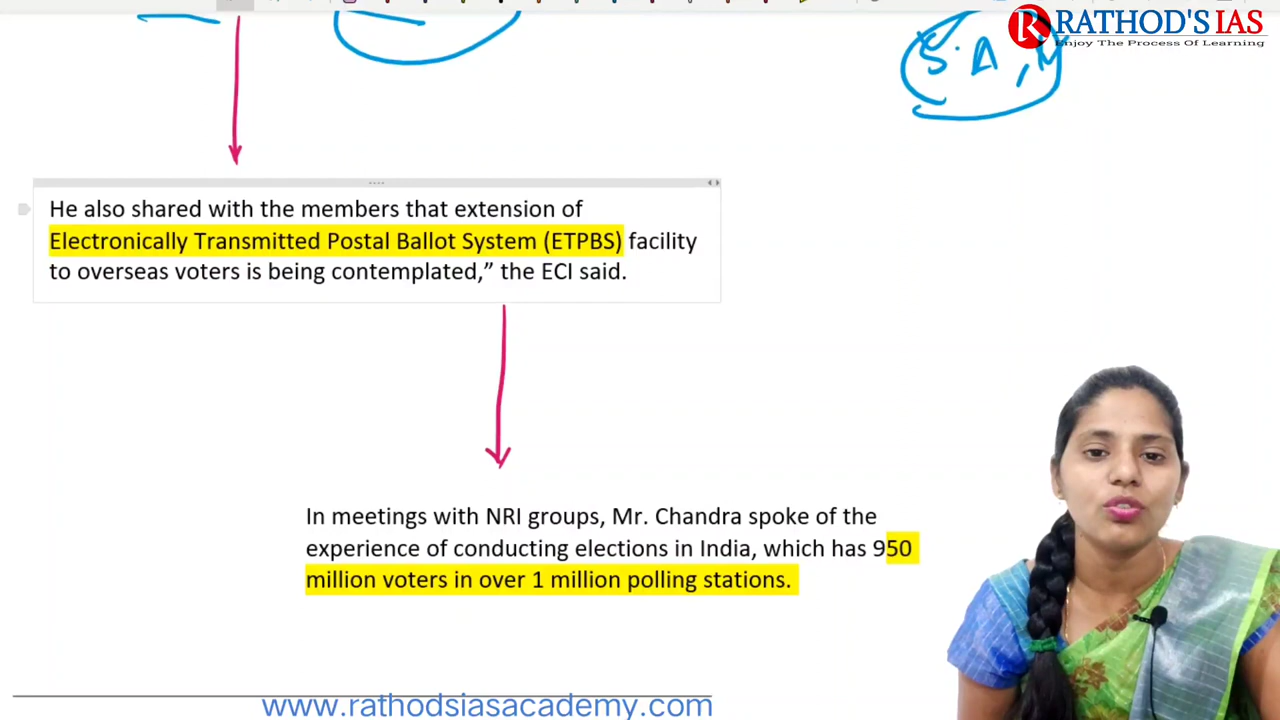 RATHOD'S IAS
Enjoy The Process Of Learning
S.A,
He also shared with the members that extension of
Electronically Transmitted Postal Ballot System (ETPBS) facility
to overseas voters is being contemplated,” the ECI said.
In meetings with NRI groups, Mr. Chandra spoke of the
experience of conducting elections in India, which has 950
million voters in over 1 million polling stations.
www.rathodsiasacademy.com